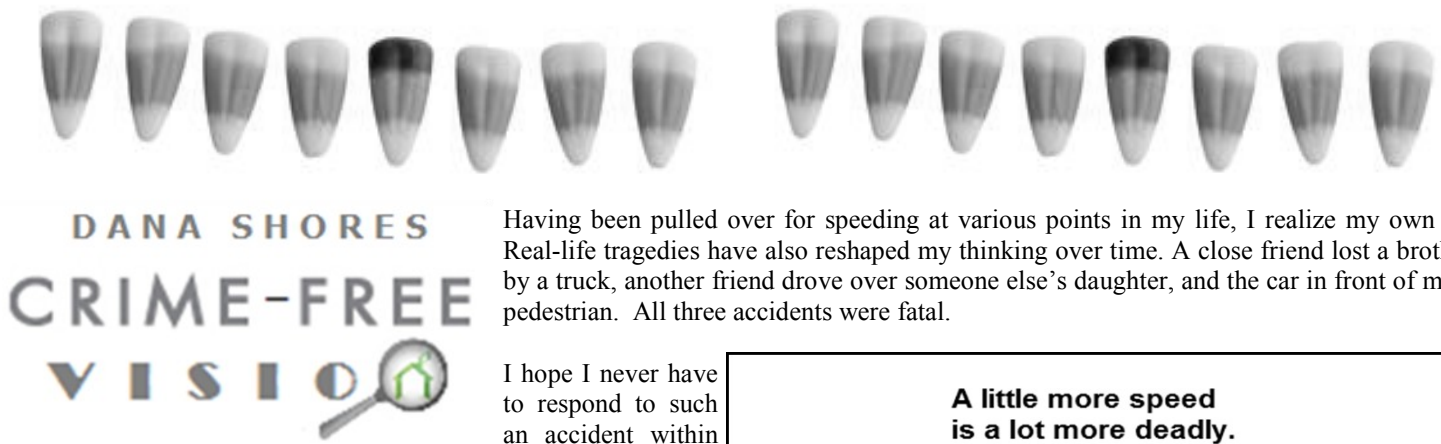 DANA SHORES
CRIME-FREE
VISIO
Having been pulled over for speeding at various points in my life, I realize my own
Real-life tragedies have also reshaped my thinking over time. A close friend lost a broth
by a truck, another friend drove over someone else’s daughter, and the car in front of m
pedestrian. All three accidents were fatal.
I hope I never have
to respond to such
an accident within
A little more speed
is a lot more deadly.